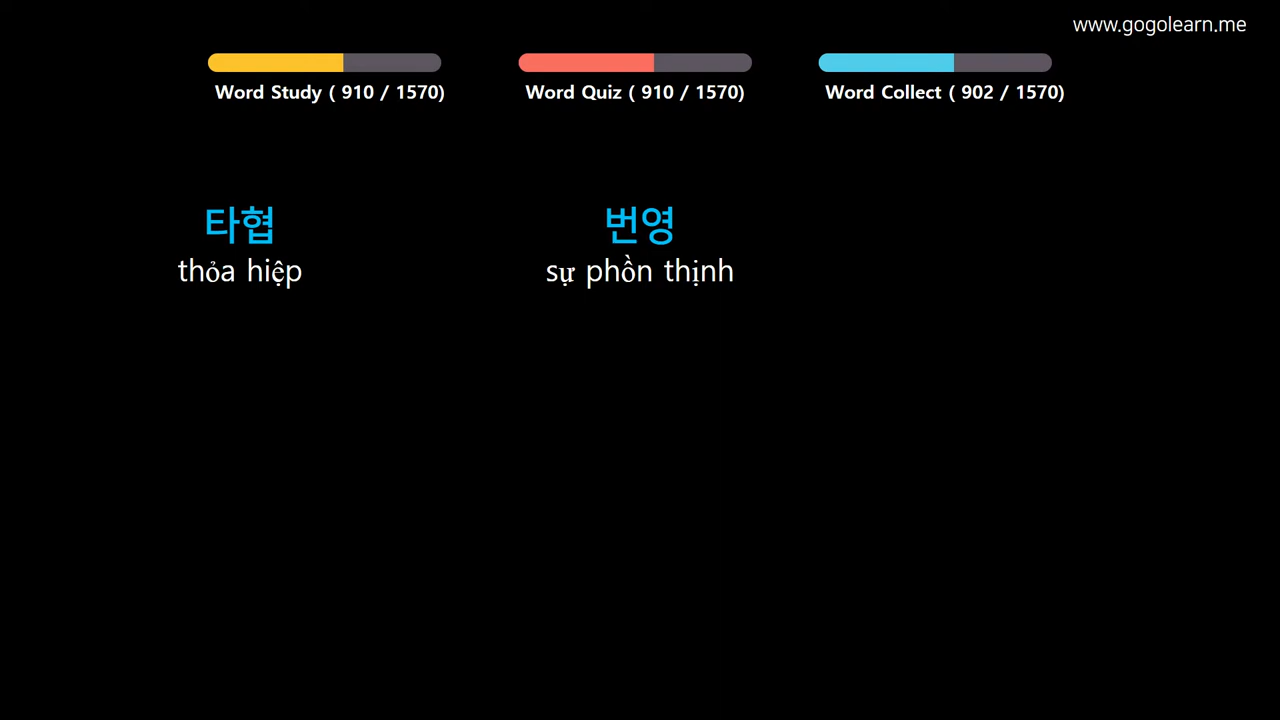 www.gogolearn.me
Word Study ( 910 / 1570)
Word Quiz ( 910 / 1570)
Word Collect ( 902 / 1570)
타협
thỏa hiệp
번영
sự phồn thịnh